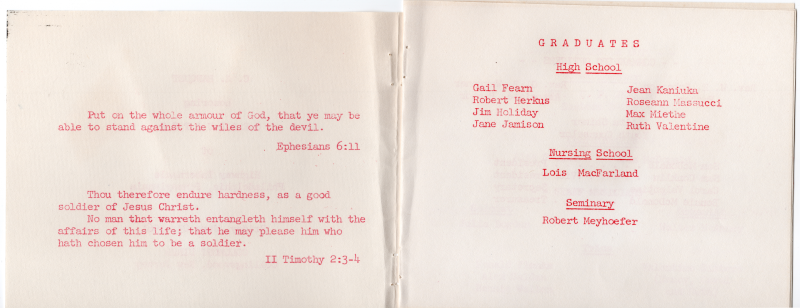 Put on the whole armour of God, that ye may be
able to stand against the wiles of the devil.
Ephesians 6:11
Thou therefore endure hardness, as a good
soldier of Jesus Christ.
No man that warreth entangleth himself with the
affairs of this life; that he may please him who
hath chosen him to be a soldier.
II Timothy 2:3-4
GRADUATES
High School
Gail Fearn
Robert Herkus
Jim Holiday
Jane Jamison
Jean Kaniuka
Roseann Massucci
Max Miethe
Ruth Valentine
Nursing School
Lois MacFarland
Seminary
Robert Meyhoefer